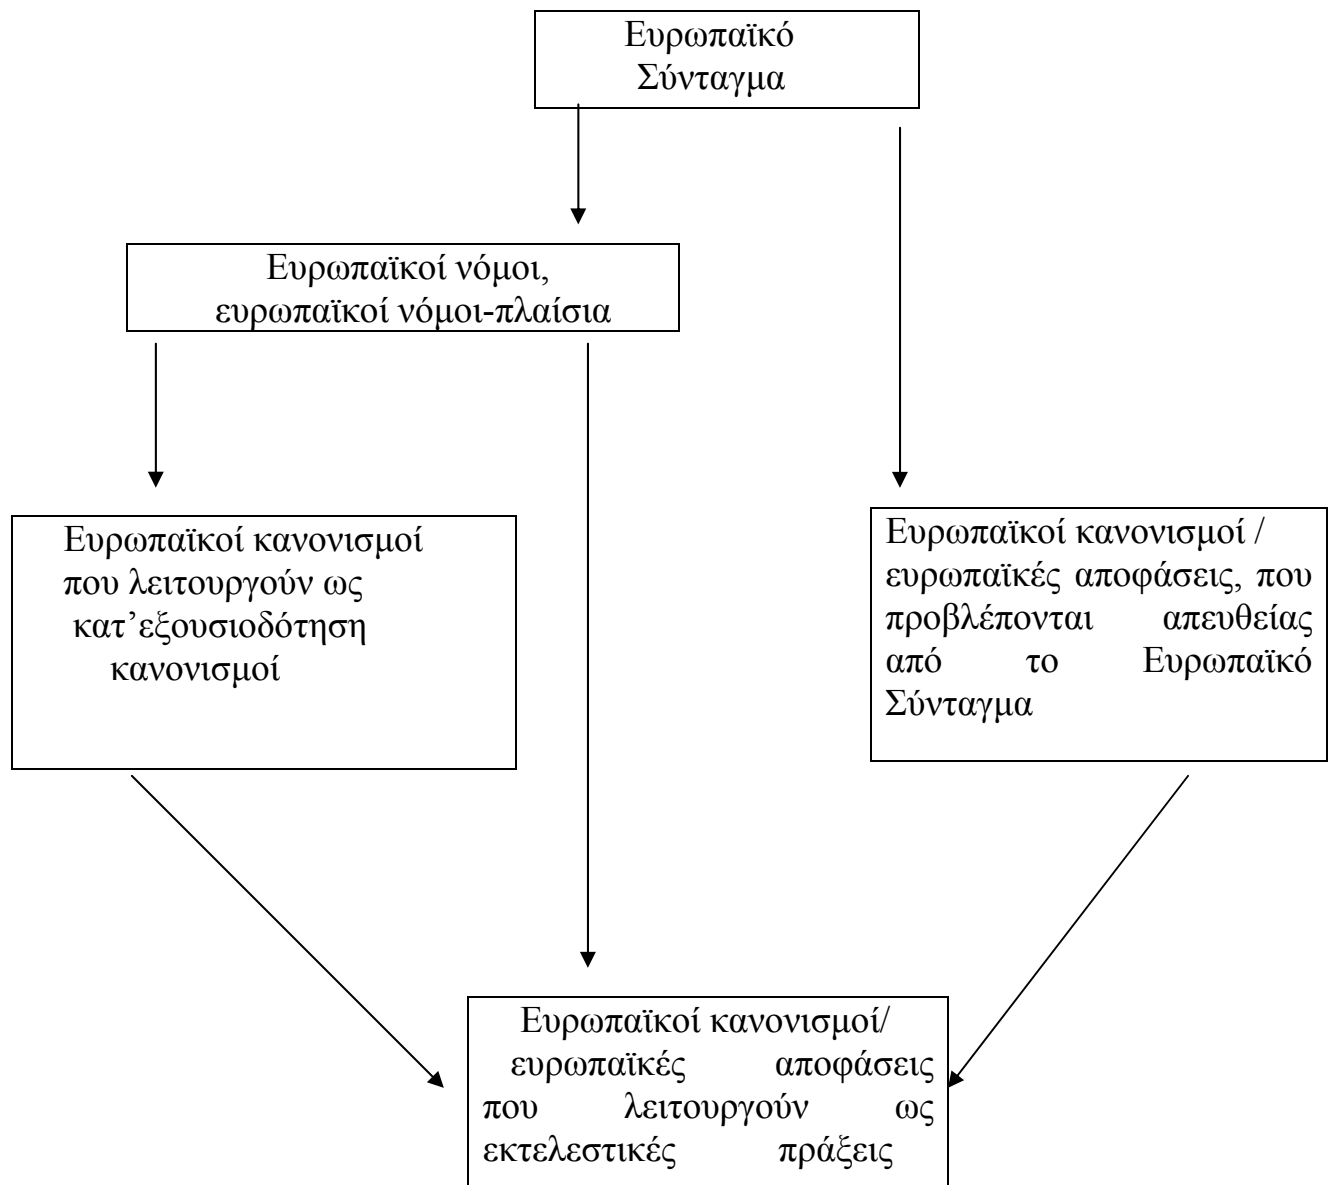 Ευρωπαϊκό
Σύνταγμα
Ευρωπαϊκοί νόμοι,
ευρωπαϊκοί νόμοι-πλαίσια
Ευρωπαϊκοί κανονισμοί
που λειτουργούν ως
κατ’εξουσιοδότηση
κανονισμοί
Ευρωπαϊκοί κανονισμοί /
ευρωπαϊκές αποφάσεις, που
προβλέπονται απευθείας
από το Ευρωπαϊκό
Σύνταγμα
Ευρωπαϊκοί κανονισμοί/
ευρωπαϊκές αποφάσεις
που λειτουργούν ως
εκτελεστικές πράξεις